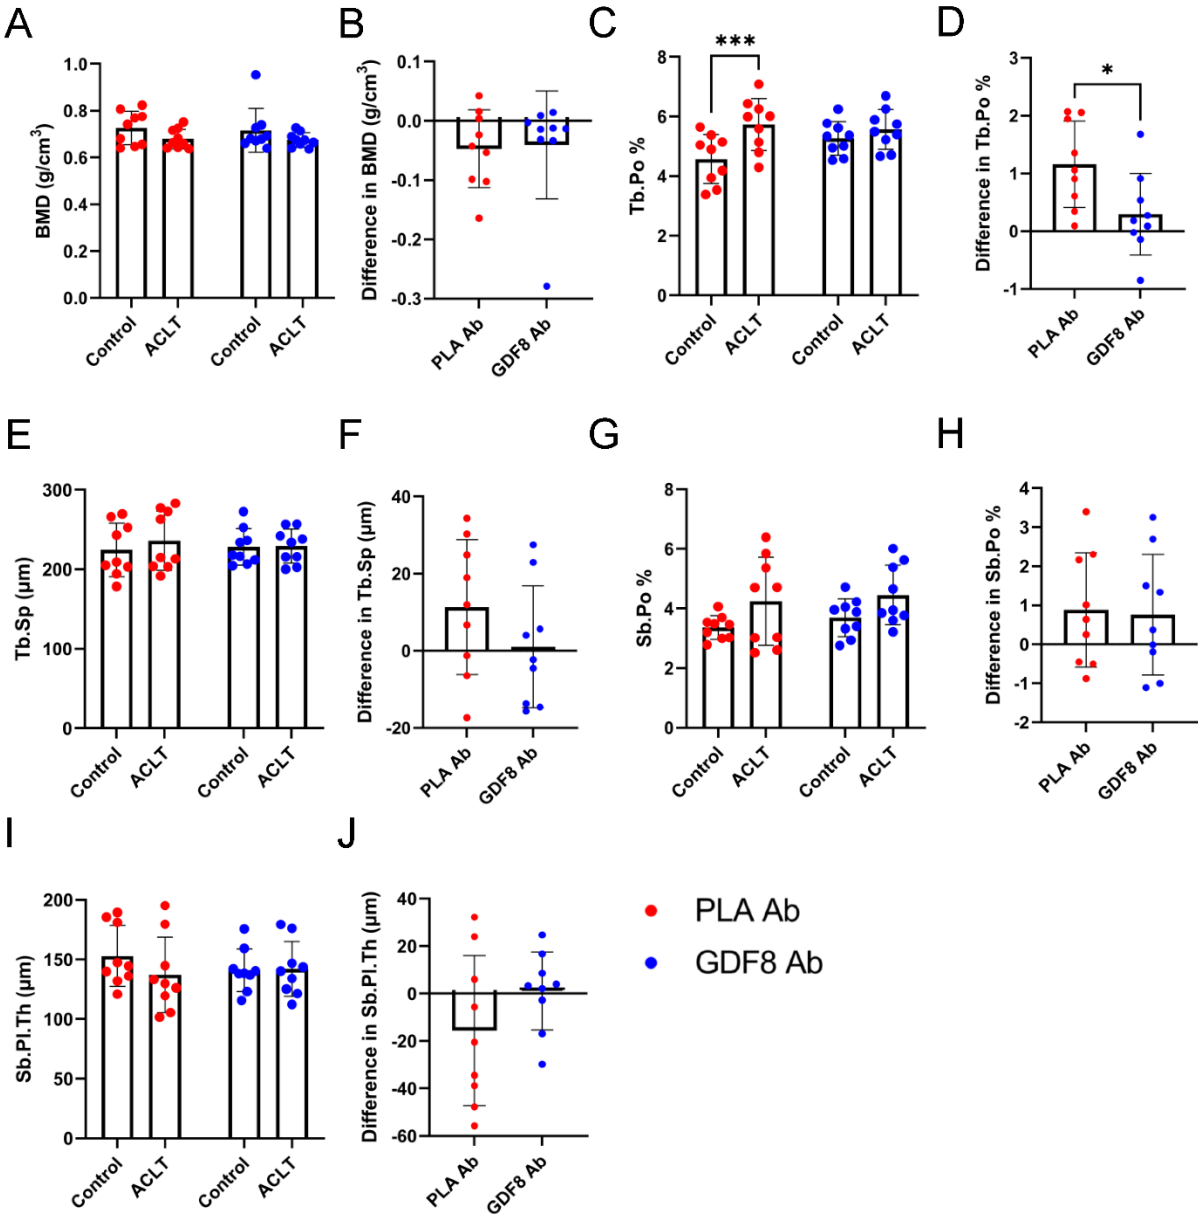 A
BMD (g/cm³)
1.0
0.8
0.6
0.4
0.2
0.0
Control
ACLT
Control
ACLT
B
Difference in BMD (g/cm³)
0.1
0.0
-0.1
-0.2
-0.3
PLA Ab
GDF8 Ab
C
Tb.Po %
8
6
4
2
0
***
Control
ACLT
Control
ACLT
D
Difference in Tb.Po %
3
2
1
0
-1
*
PLA Ab
GDF8 Ab
E
Tb.Sp (µm)
300
200
100
0
Control
ACLT
Control
ACLT
F
Difference in Tb.Sp (µm)
40
20
0
-20
PLA Ab
GDF8 Ab
G
Sb.Po %
8
6
4
2
0
Control
ACLT
Control
ACLT
H
Difference in Sb.Po %
4
3
2
1
0
-1
-2
PLA Ab
GDF8 Ab
I
Sb.Pl.Th (µm)
200
150
100
50
0
Control
ACLT
Control
ACLT
J
Difference in Sb.Pl.Th (µm)
40
20
0
-20
-40
-60
PLA Ab
GDF8 Ab
PLA Ab
GDF8 Ab